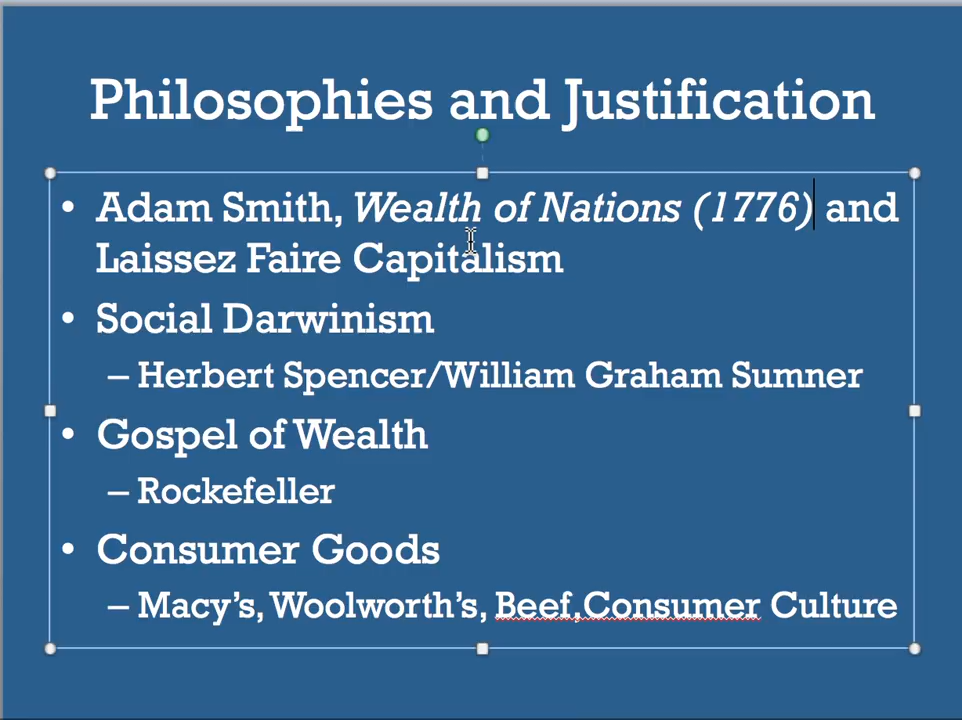 Philosophies and Justification
• Adam Smith, Wealth of Nations (1776) and
Laissez Faire Capitalism
• Social Darwinism
– Herbert Spencer/William Graham Sumner
• Gospel of Wealth
– Rockefeller
• Consumer Goods
– Macy's, Woolworth's, Beef,Consumer Culture